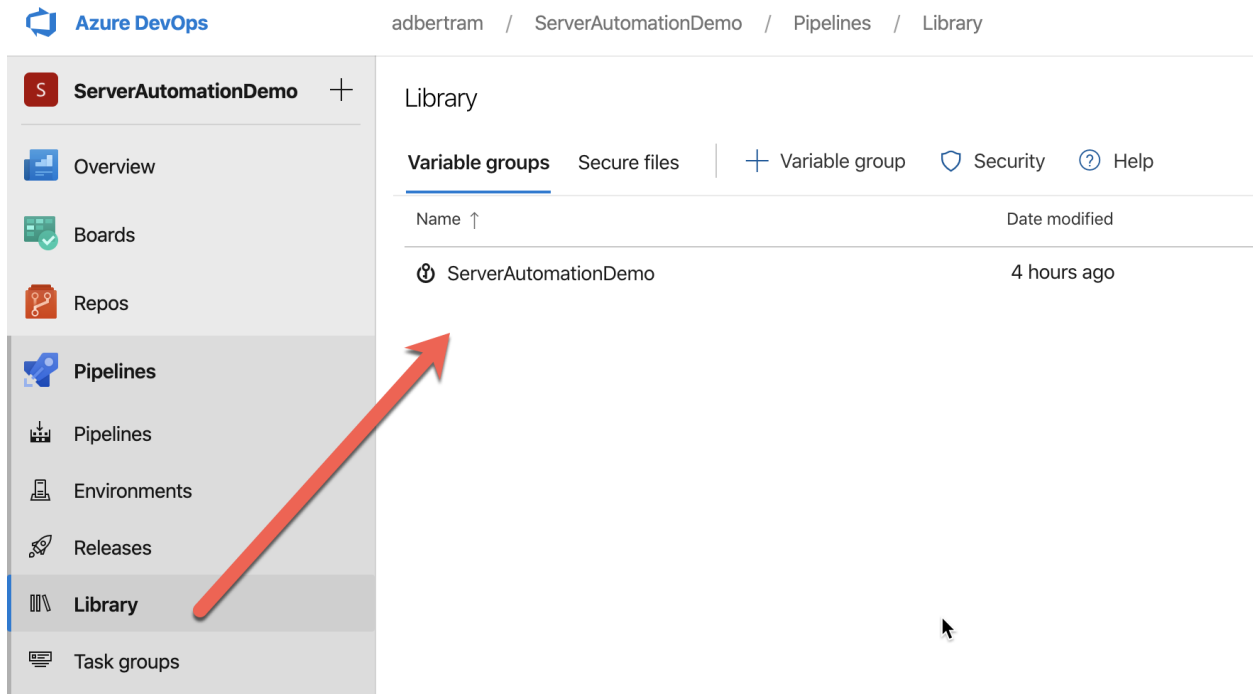 Azure DevOps
adbertram / ServerAutomationDemo / Pipelines / Library
S ServerAutomationDemo
Overview
Boards
Repos
Pipelines
Pipelines
Environments
Releases
Library
Task groups
Library
Variable groups Secure files Variable group Security ? Help
Name ↑ Date modified
ServerAutomationDemo 4 hours ago